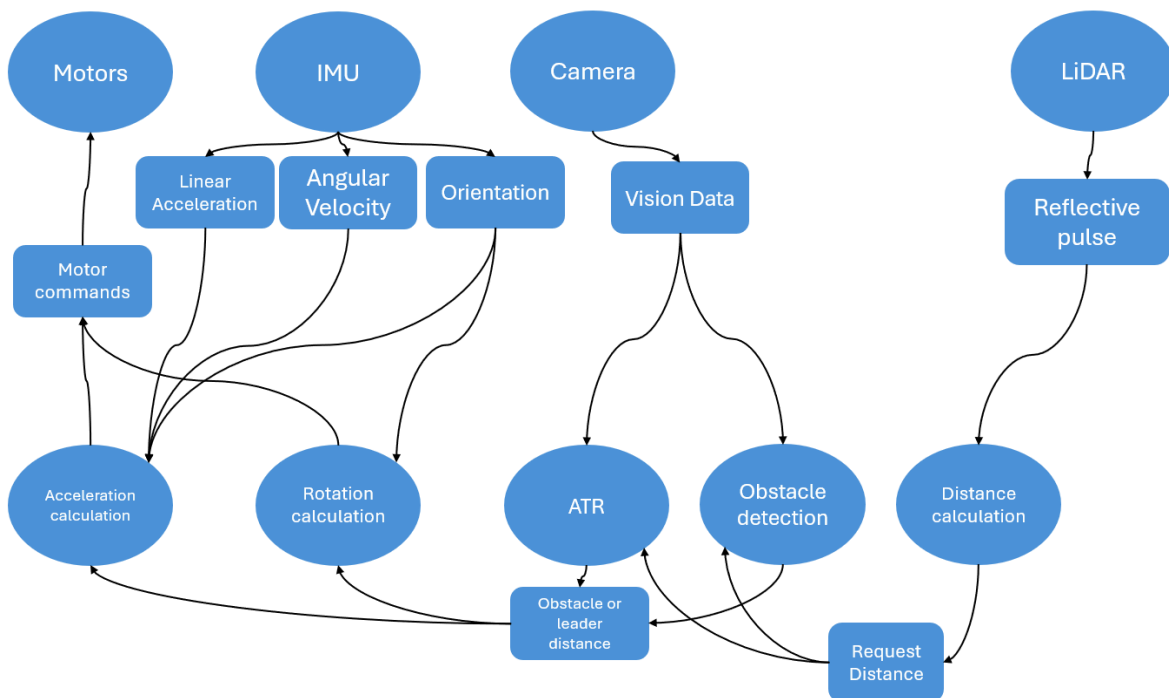 Motors
IMU
Camera
LiDAR
Linear
Acceleration
Angular
Velocity
Orientation
Vision Data
Reflective
pulse
Motor
commands
Acceleration
calculation
Rotation
calculation
ATR
Obstacle
detection
Distance
calculation
Obstacle or
leader
distance
Request
Distance